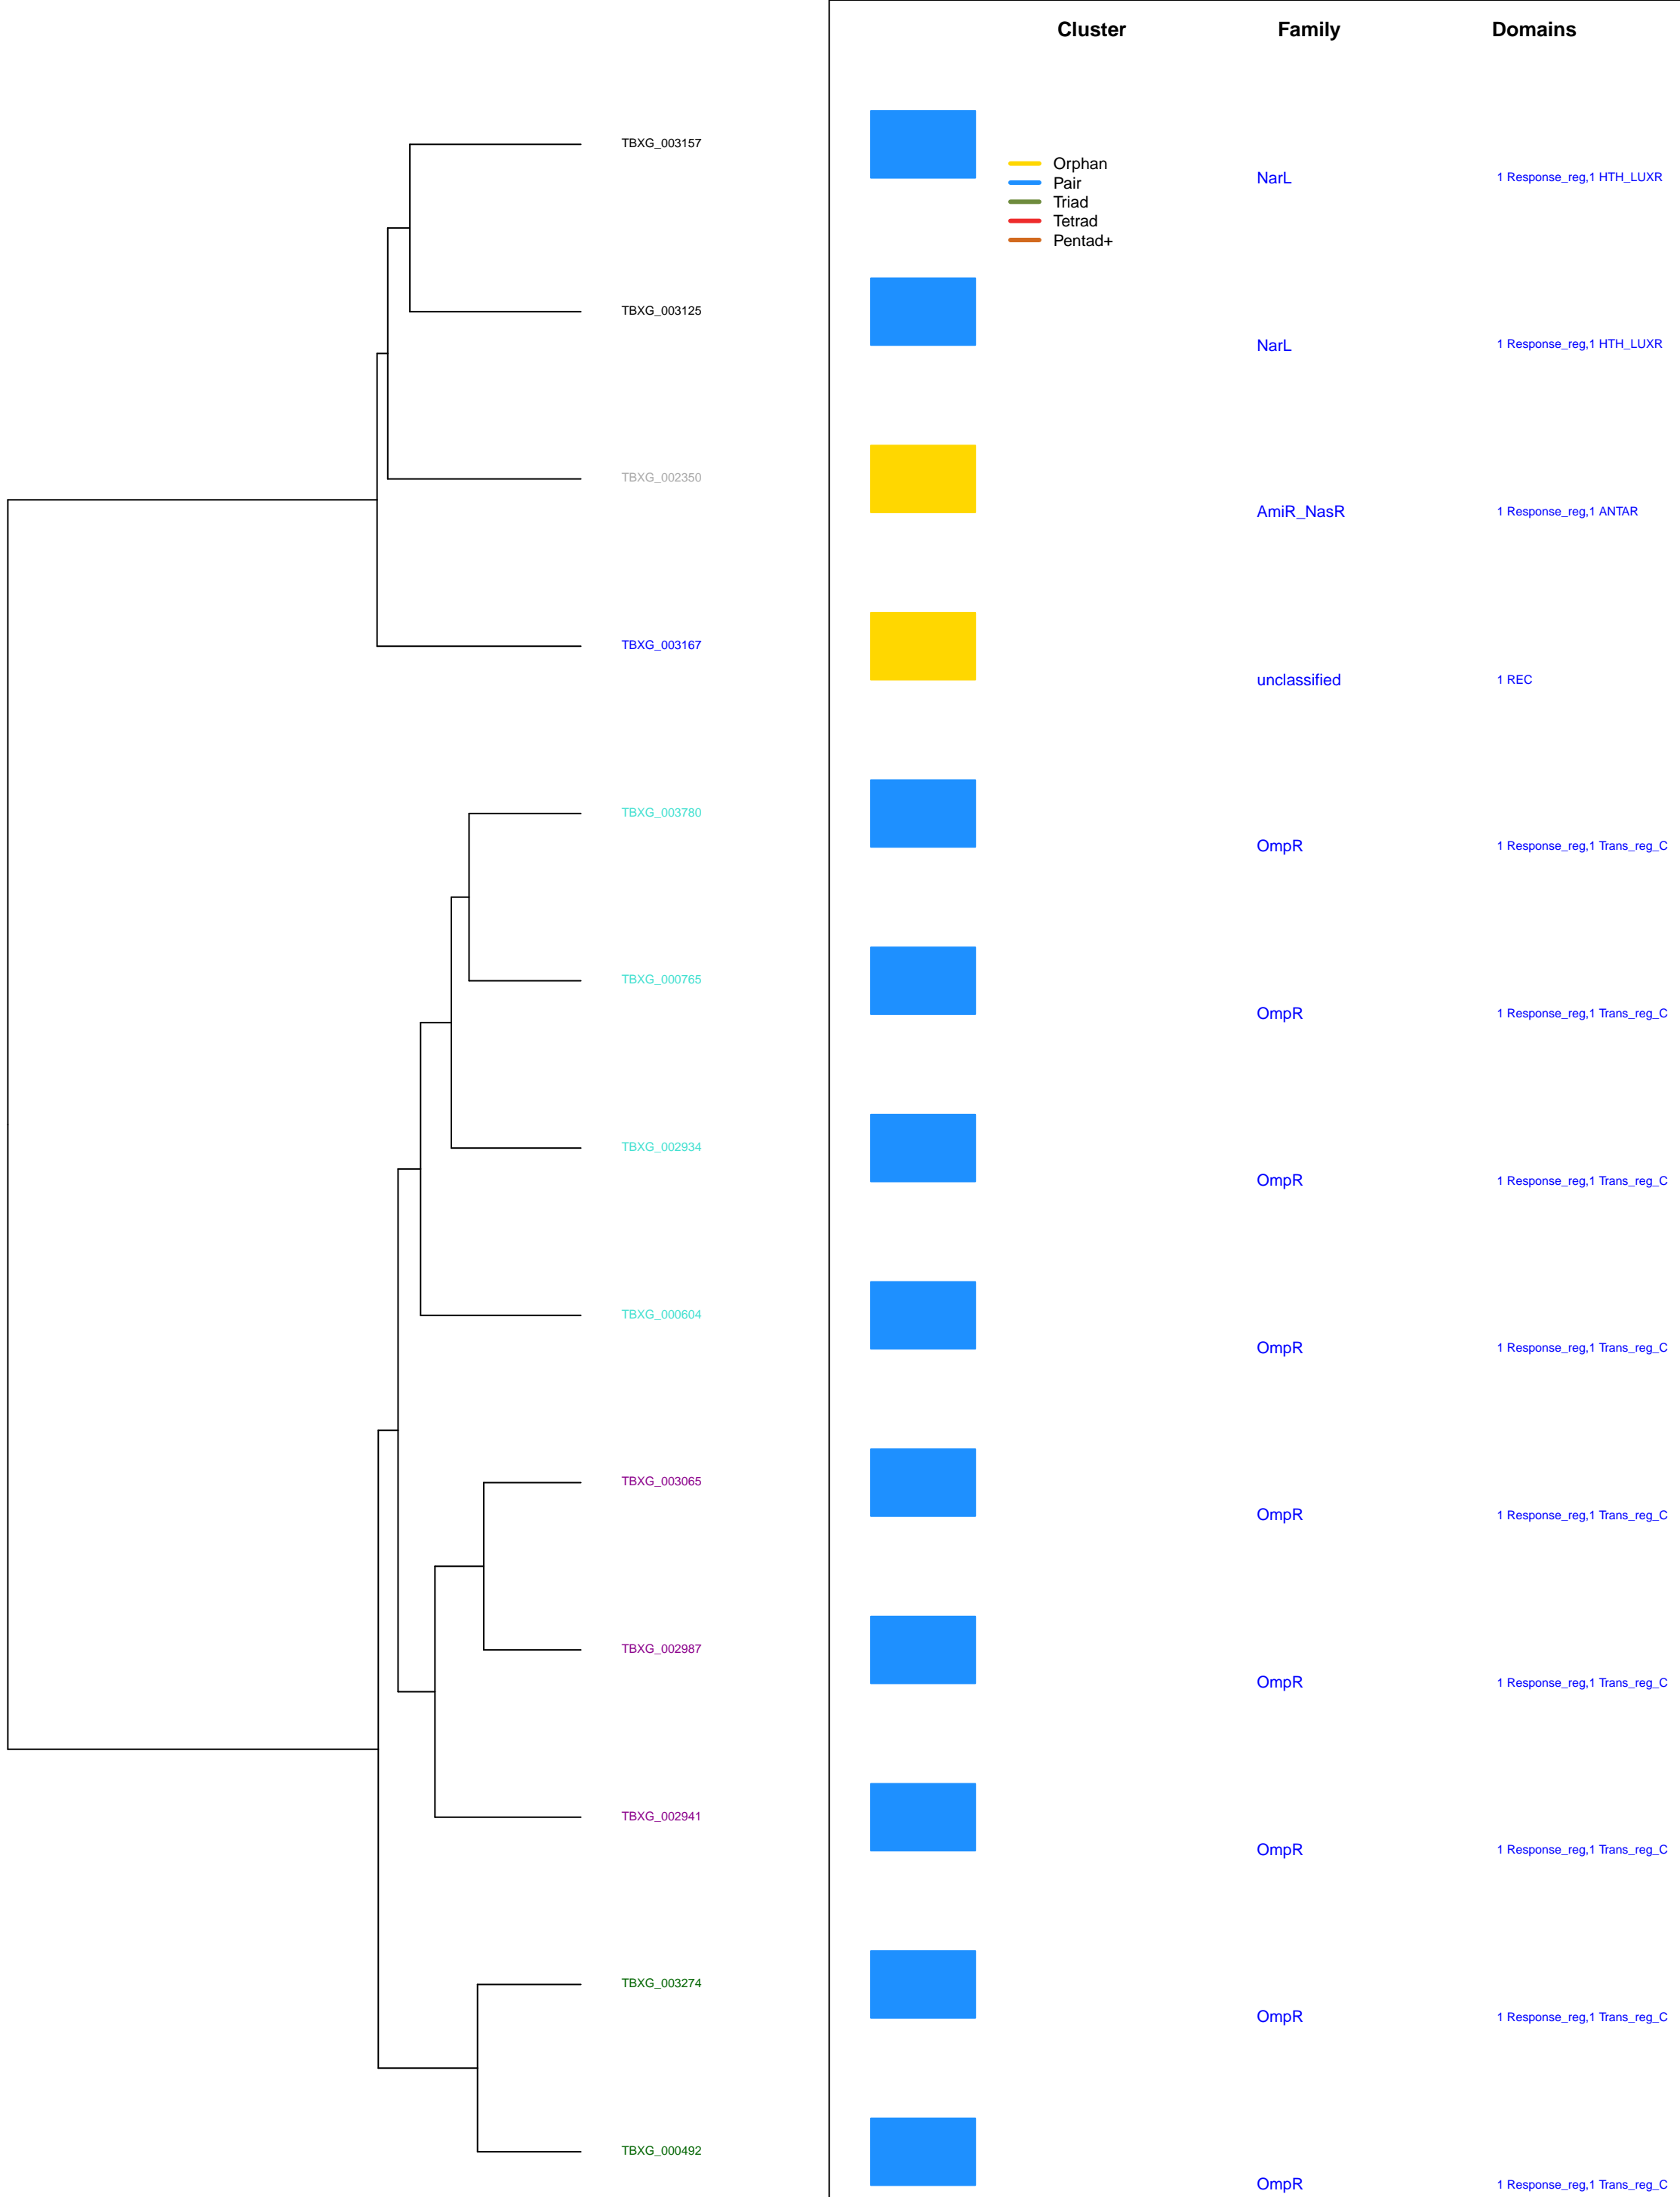 Cluster Family Domains
TBXG_003157
Orphan
Pair
NarL 1 Response_reg,1 HTH_LUXR
Triad
Tetrad
Pentad+
TBXG_003125
NarL 1 Response_reg,1 HTH_LUXR
TBXG_002350
AmiR_NasR 1 Response_reg,1 ANTAR
TBXG_003167
unclassified 1 REC
TBXG_003780
OmpR 1 Response_reg,1 Trans_reg_C
TBXG_000765
OmpR 1 Response_reg,1 Trans_reg_C
TBXG_002934
OmpR 1 Response_reg,1 Trans_reg_C
TBXG_000604
OmpR 1 Response_reg,1 Trans_reg_C
TBXG_003065
OmpR 1 Response_reg,1 Trans_reg_C
TBXG_002987
OmpR 1 Response_reg,1 Trans_reg_C
TBXG_002941
OmpR 1 Response_reg,1 Trans_reg_C
TBXG_003274
OmpR 1 Response_reg,1 Trans_reg_C
TBXG_000492
OmpR 1 Response_reg,1 Trans_reg_C